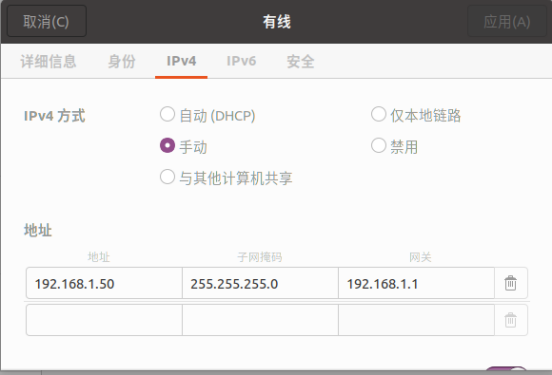 取消(C) 有线 应用(A)
详细信息 身份 IPv4 IPv6 安全
IPv4 方式 自动 (DHCP) 仅本地链路
手动 禁用
与其他计算机共享
地址
地址 子网掩码 网关
192.168.1.50 255.255.255.0 192.168.1.1